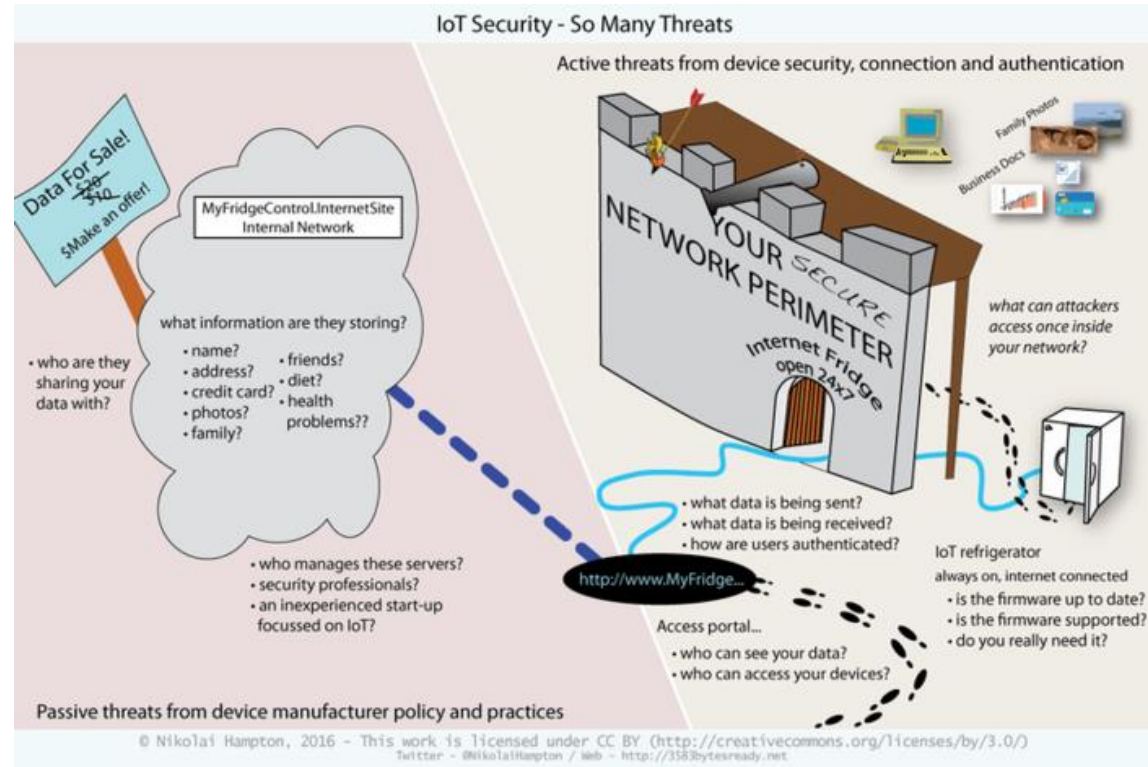 IoT Security - So Many Threats
Active threats from device security, connection and authentication
Data For Sale!
$20
$10
$Make an offer!
MyFridgeControl.InternetSite
Internal Network
what information are they storing?
• name?
• address?
• credit card?
• photos?
• family?
• friends?
• diet?
• health
problems??
• who are they
sharing your
data with?
• who manages these servers?
• security professionals?
• an inexperienced start-up
focussed on IoT?
Passive threats from device manufacturer policy and practices
Family Photos
Business Docs
YOUR SECURE
NETWORK PERIMETER
Internet Fridge
open 24x7
what can attackers
access once inside
your network?
• what data is being sent?
• what data is being received?
• how are users authenticated?
http://www.MyFridge...
Access portal...
• who can see your data?
• who can access your devices?
IoT refrigerator
always on, internet connected
• is the firmware up to date?
• is the firmware supported?
• do you really need it?
© Nikolai Hampton, 2016 - This work is licensed under CC BY (http://creativecommons.org/licenses/by/3.0/)
Twitter - @NikolaiHampton / Web - http://3583bytesready.net